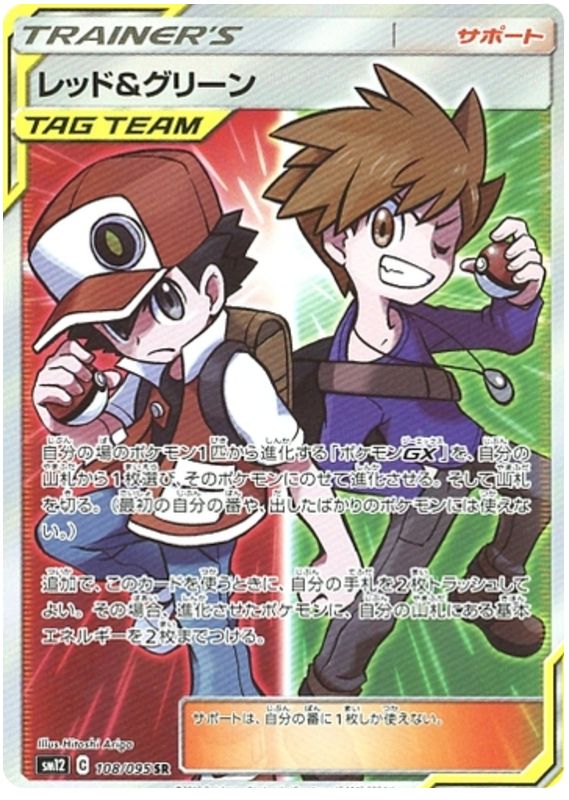 TRAINER'S
サポート
レッド&グリーン
TAG TEAM
自分の場のポケモン1匹から進化する「ポケモンGX」を、自分の
山札から1枚選び、そのポケモンにのせて進化させる。そして山札
を切る。（最初の自分の番や、出したばかりのポケモンには使えな
い。）
追加で、このカードを使うときに、自分の手札を2枚トラッシュして
よい。その場合、進化させたポケモンに、自分の山札にある基本
エネルギーを2枚までつける。
サポートは、自分の番に1枚しか使えない。
Illus.Hitoshi Ariga
sm12 C 108/095 SR